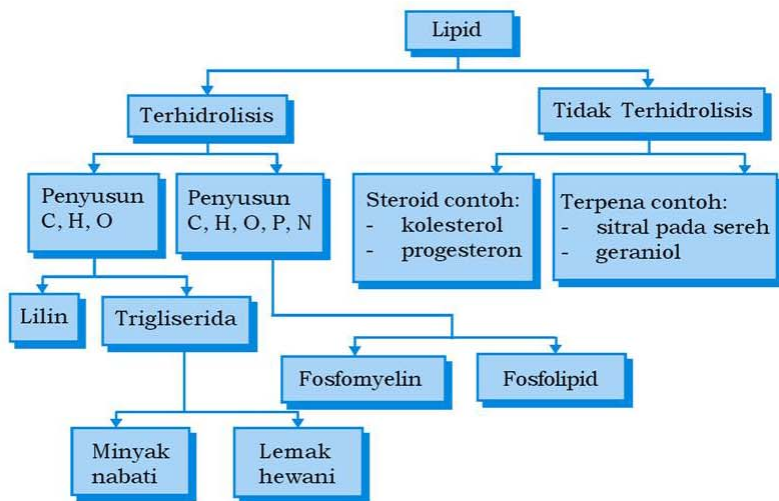 Lipid
Terhidrolisis
Tidak Terhidrolisis
Penyusun
C, H, O
Penyusun
C, H, O, P, N
Steroid contoh:
- kolesterol
- progesteron
Terpena contoh:
- sitral pada sereh
- geraniol
Lilin
Trigliserida
Fosfomyelin
Fosfolipid
Minyak
nabati
Lemak
hewani